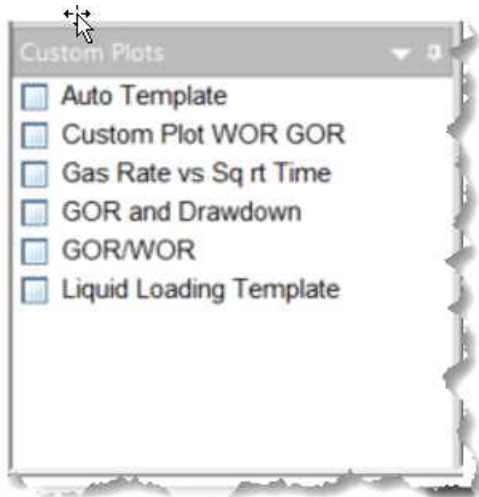 Custom Plots
Auto Template
Custom Plot WOR GOR
Gas Rate vs Sq rt Time
GOR and Drawdown
GOR/WOR
Liquid Loading Template